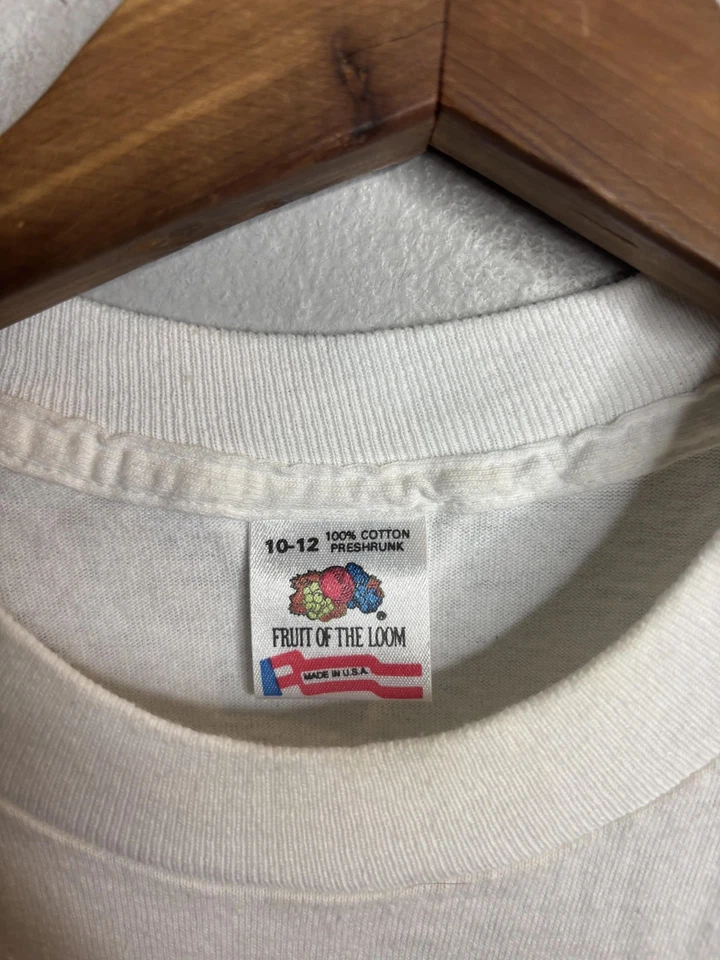 10-12 100% COTTON
PRESHRUNK
®
FRUIT OF THE LOOM
MADE IN U.S.A.